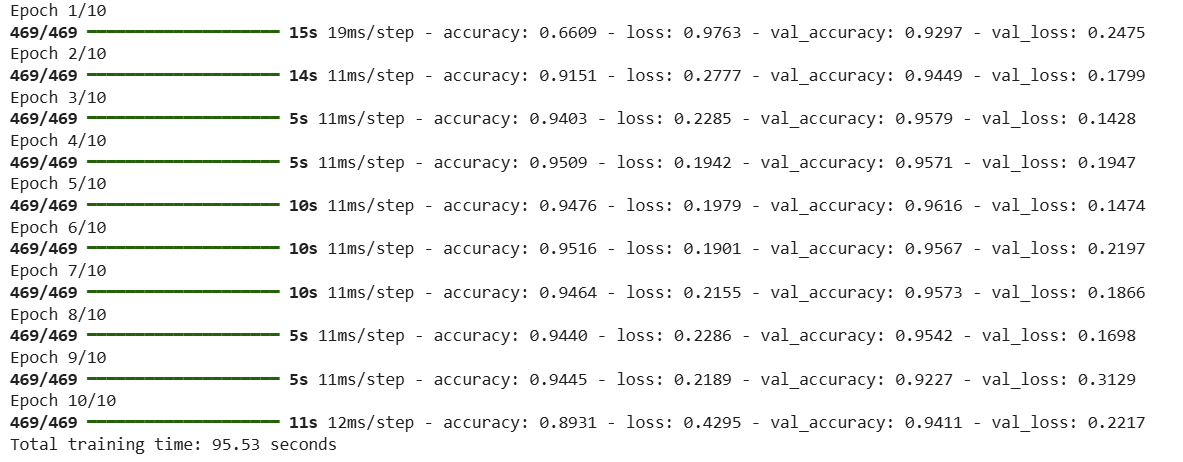 Epoch 1/10
469/469 ━━━━━━━━━━━━━━━━━━━━ 15s 19ms/step - accuracy: 0.6609 - loss: 0.9763 - val_accuracy: 0.9297 - val_loss: 0.2475
Epoch 2/10
469/469 ━━━━━━━━━━━━━━━━━━━━ 14s 11ms/step - accuracy: 0.9151 - loss: 0.2777 - val_accuracy: 0.9449 - val_loss: 0.1799
Epoch 3/10
469/469 ━━━━━━━━━━━━━━━━━━━━ 5s 11ms/step - accuracy: 0.9403 - loss: 0.2285 - val_accuracy: 0.9579 - val_loss: 0.1428
Epoch 4/10
469/469 ━━━━━━━━━━━━━━━━━━━━ 5s 11ms/step - accuracy: 0.9509 - loss: 0.1942 - val_accuracy: 0.9571 - val_loss: 0.1947
Epoch 5/10
469/469 ━━━━━━━━━━━━━━━━━━━━ 10s 11ms/step - accuracy: 0.9476 - loss: 0.1979 - val_accuracy: 0.9616 - val_loss: 0.1474
Epoch 6/10
469/469 ━━━━━━━━━━━━━━━━━━━━ 10s 11ms/step - accuracy: 0.9516 - loss: 0.1901 - val_accuracy: 0.9567 - val_loss: 0.2197
Epoch 7/10
469/469 ━━━━━━━━━━━━━━━━━━━━ 10s 11ms/step - accuracy: 0.9464 - loss: 0.2155 - val_accuracy: 0.9573 - val_loss: 0.1866
Epoch 8/10
469/469 ━━━━━━━━━━━━━━━━━━━━ 5s 11ms/step - accuracy: 0.9440 - loss: 0.2286 - val_accuracy: 0.9542 - val_loss: 0.1698
Epoch 9/10
469/469 ━━━━━━━━━━━━━━━━━━━━ 5s 11ms/step - accuracy: 0.9445 - loss: 0.2189 - val_accuracy: 0.9227 - val_loss: 0.3129
Epoch 10/10
469/469 ━━━━━━━━━━━━━━━━━━━━ 11s 12ms/step - accuracy: 0.8931 - loss: 0.4295 - val_accuracy: 0.9411 - val_loss: 0.2217
Total training time: 95.53 seconds